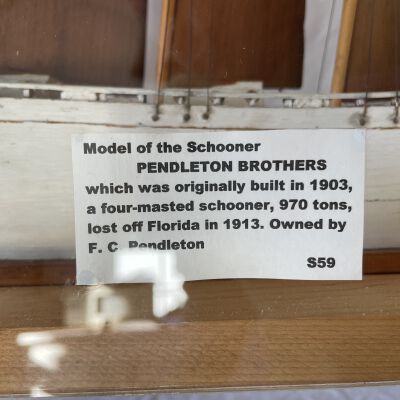 Model of the Schooner
PENDLETON BROTHERS
which was originally built in 1903,
a four-masted schooner, 970 tons,
lost off Florida in 1913. Owned by
F. C. Pendleton
S59